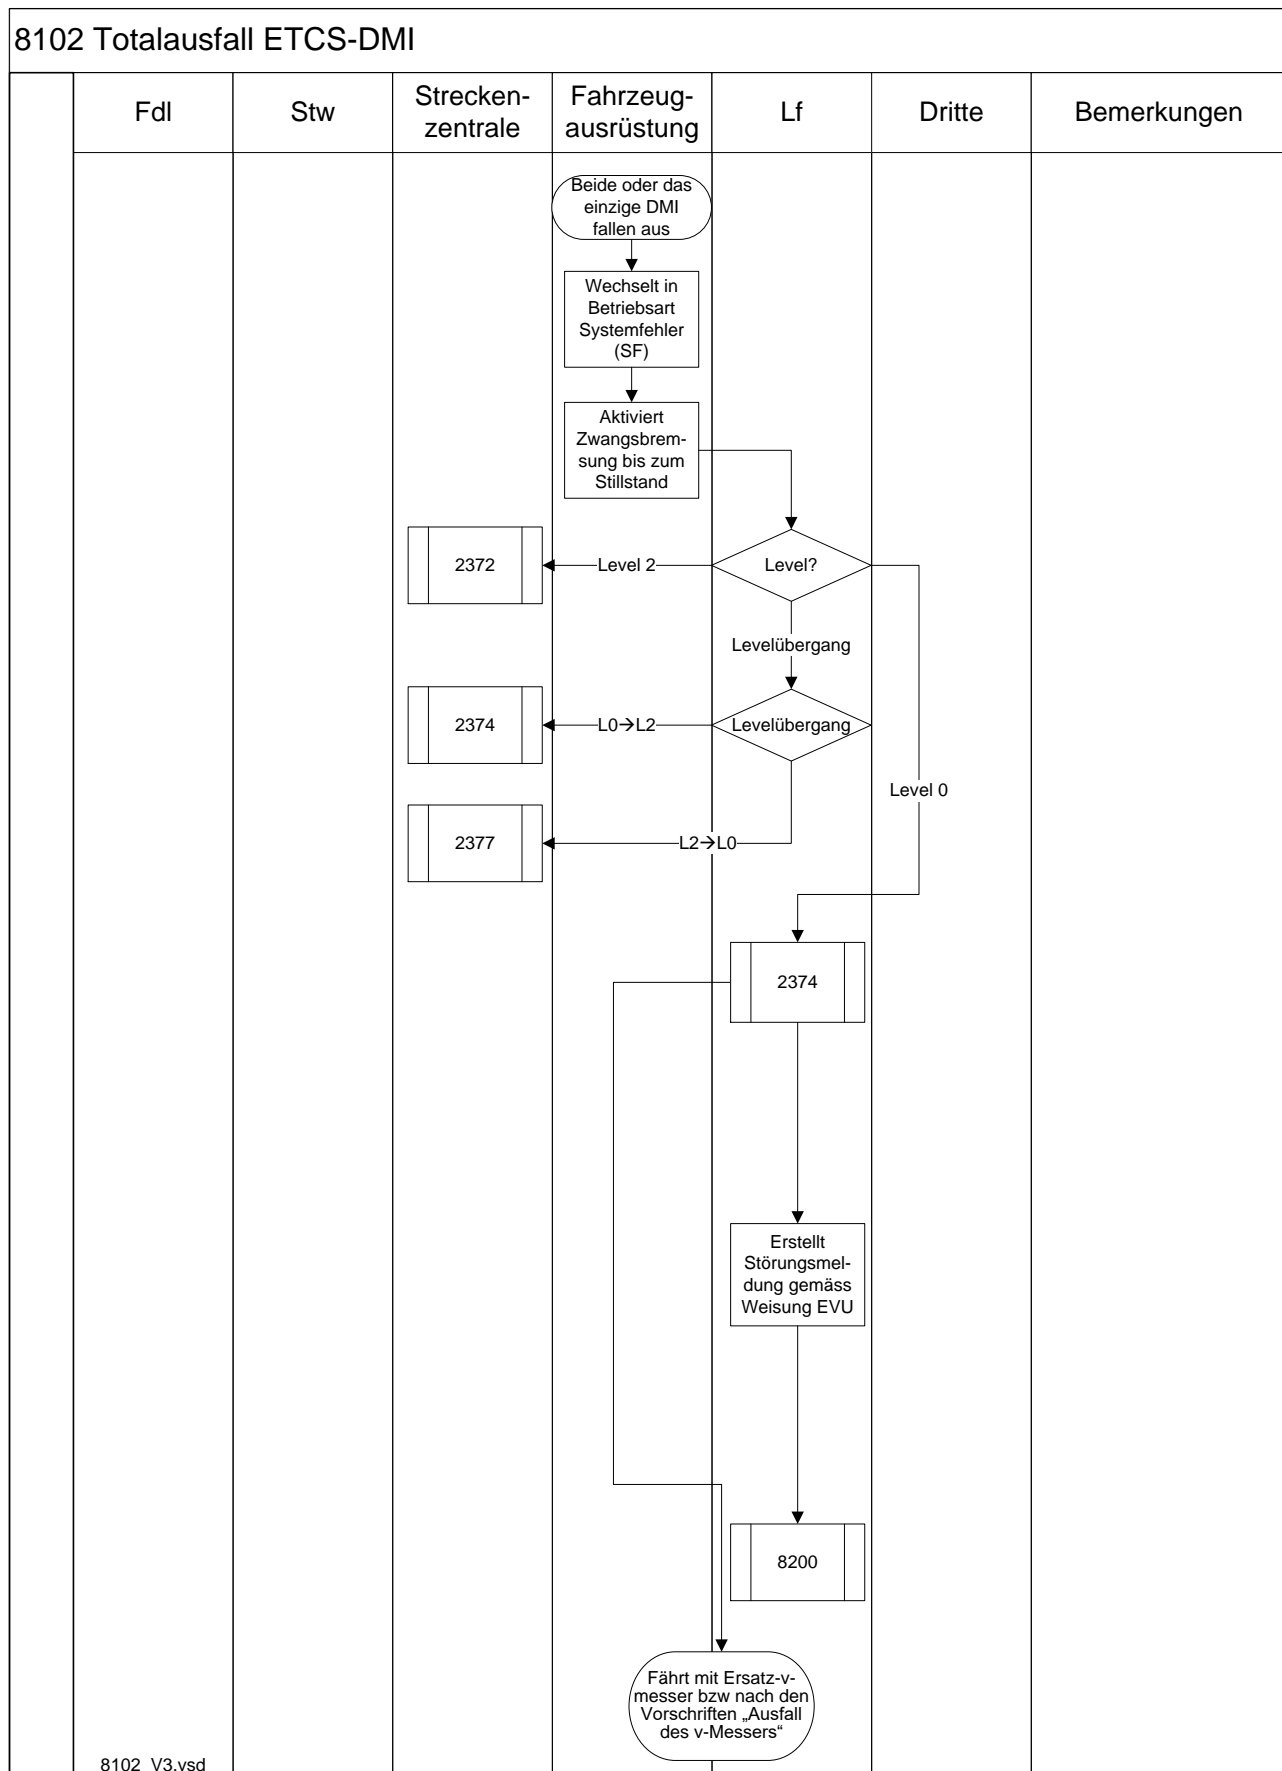 8102 Totalausfall ETCS-DMI
Fdl
Stw
Strecken-
zentrale
Fahrzeug-
ausrüstung
Lf
Dritte
Bemerkungen
Beide oder das
einzige DMI
fallen aus
Wechselt in
Betriebsart
Systemfehler
(SF)
Aktiviert
Zwangsbrem-
sung bis zum
Stillstand
2372
Level 2
Level?
Levelübergang
2374
L0→L2
Levelübergang
Level 0
2377
L2→L0
2374
Erstellt
Störungsmel-
dung gemäss
Weisung EVU
8200
Fährt mit Ersatz-v-
messer bzw nach den
Vorschriften „Ausfall
des v-Messers“
8102_V3.vsd